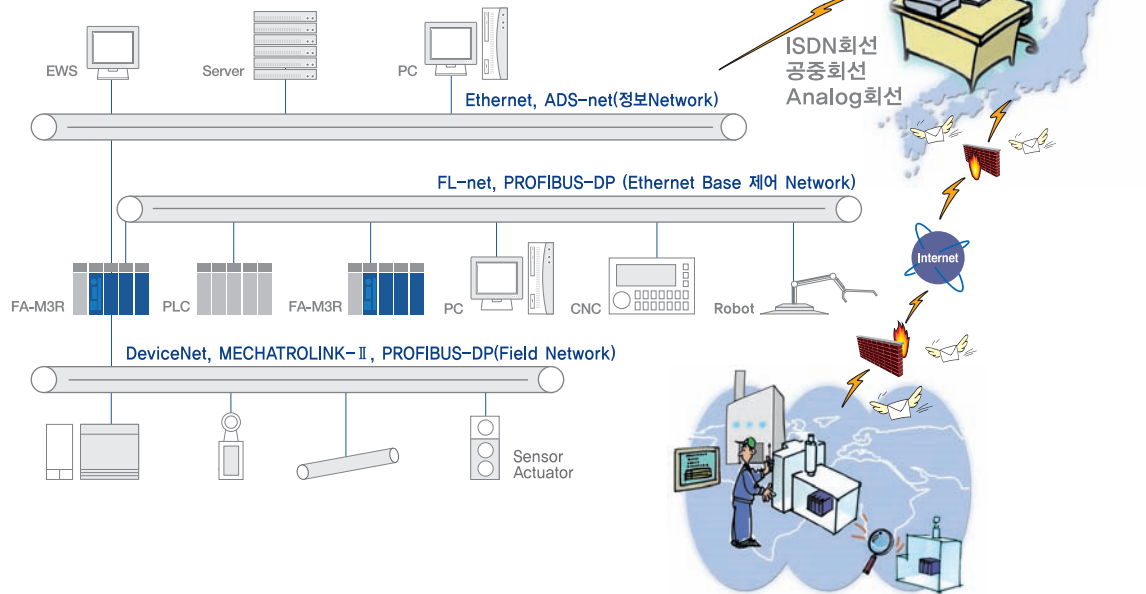 ISDN회선
공중회선
Analog회선
EWS
Server
PC
Ethernet, ADS-net(정보Network)
FL-net, PROFIBUS-DP (Ethernet Base 제어 Network)
Internet
FA-M3R
PLC
FA-M3R
PC
CNC
Robot
DeviceNet, MECHATROLINK-Ⅱ, PROFIBUS-DP(Field Network)
Sensor
Actuator